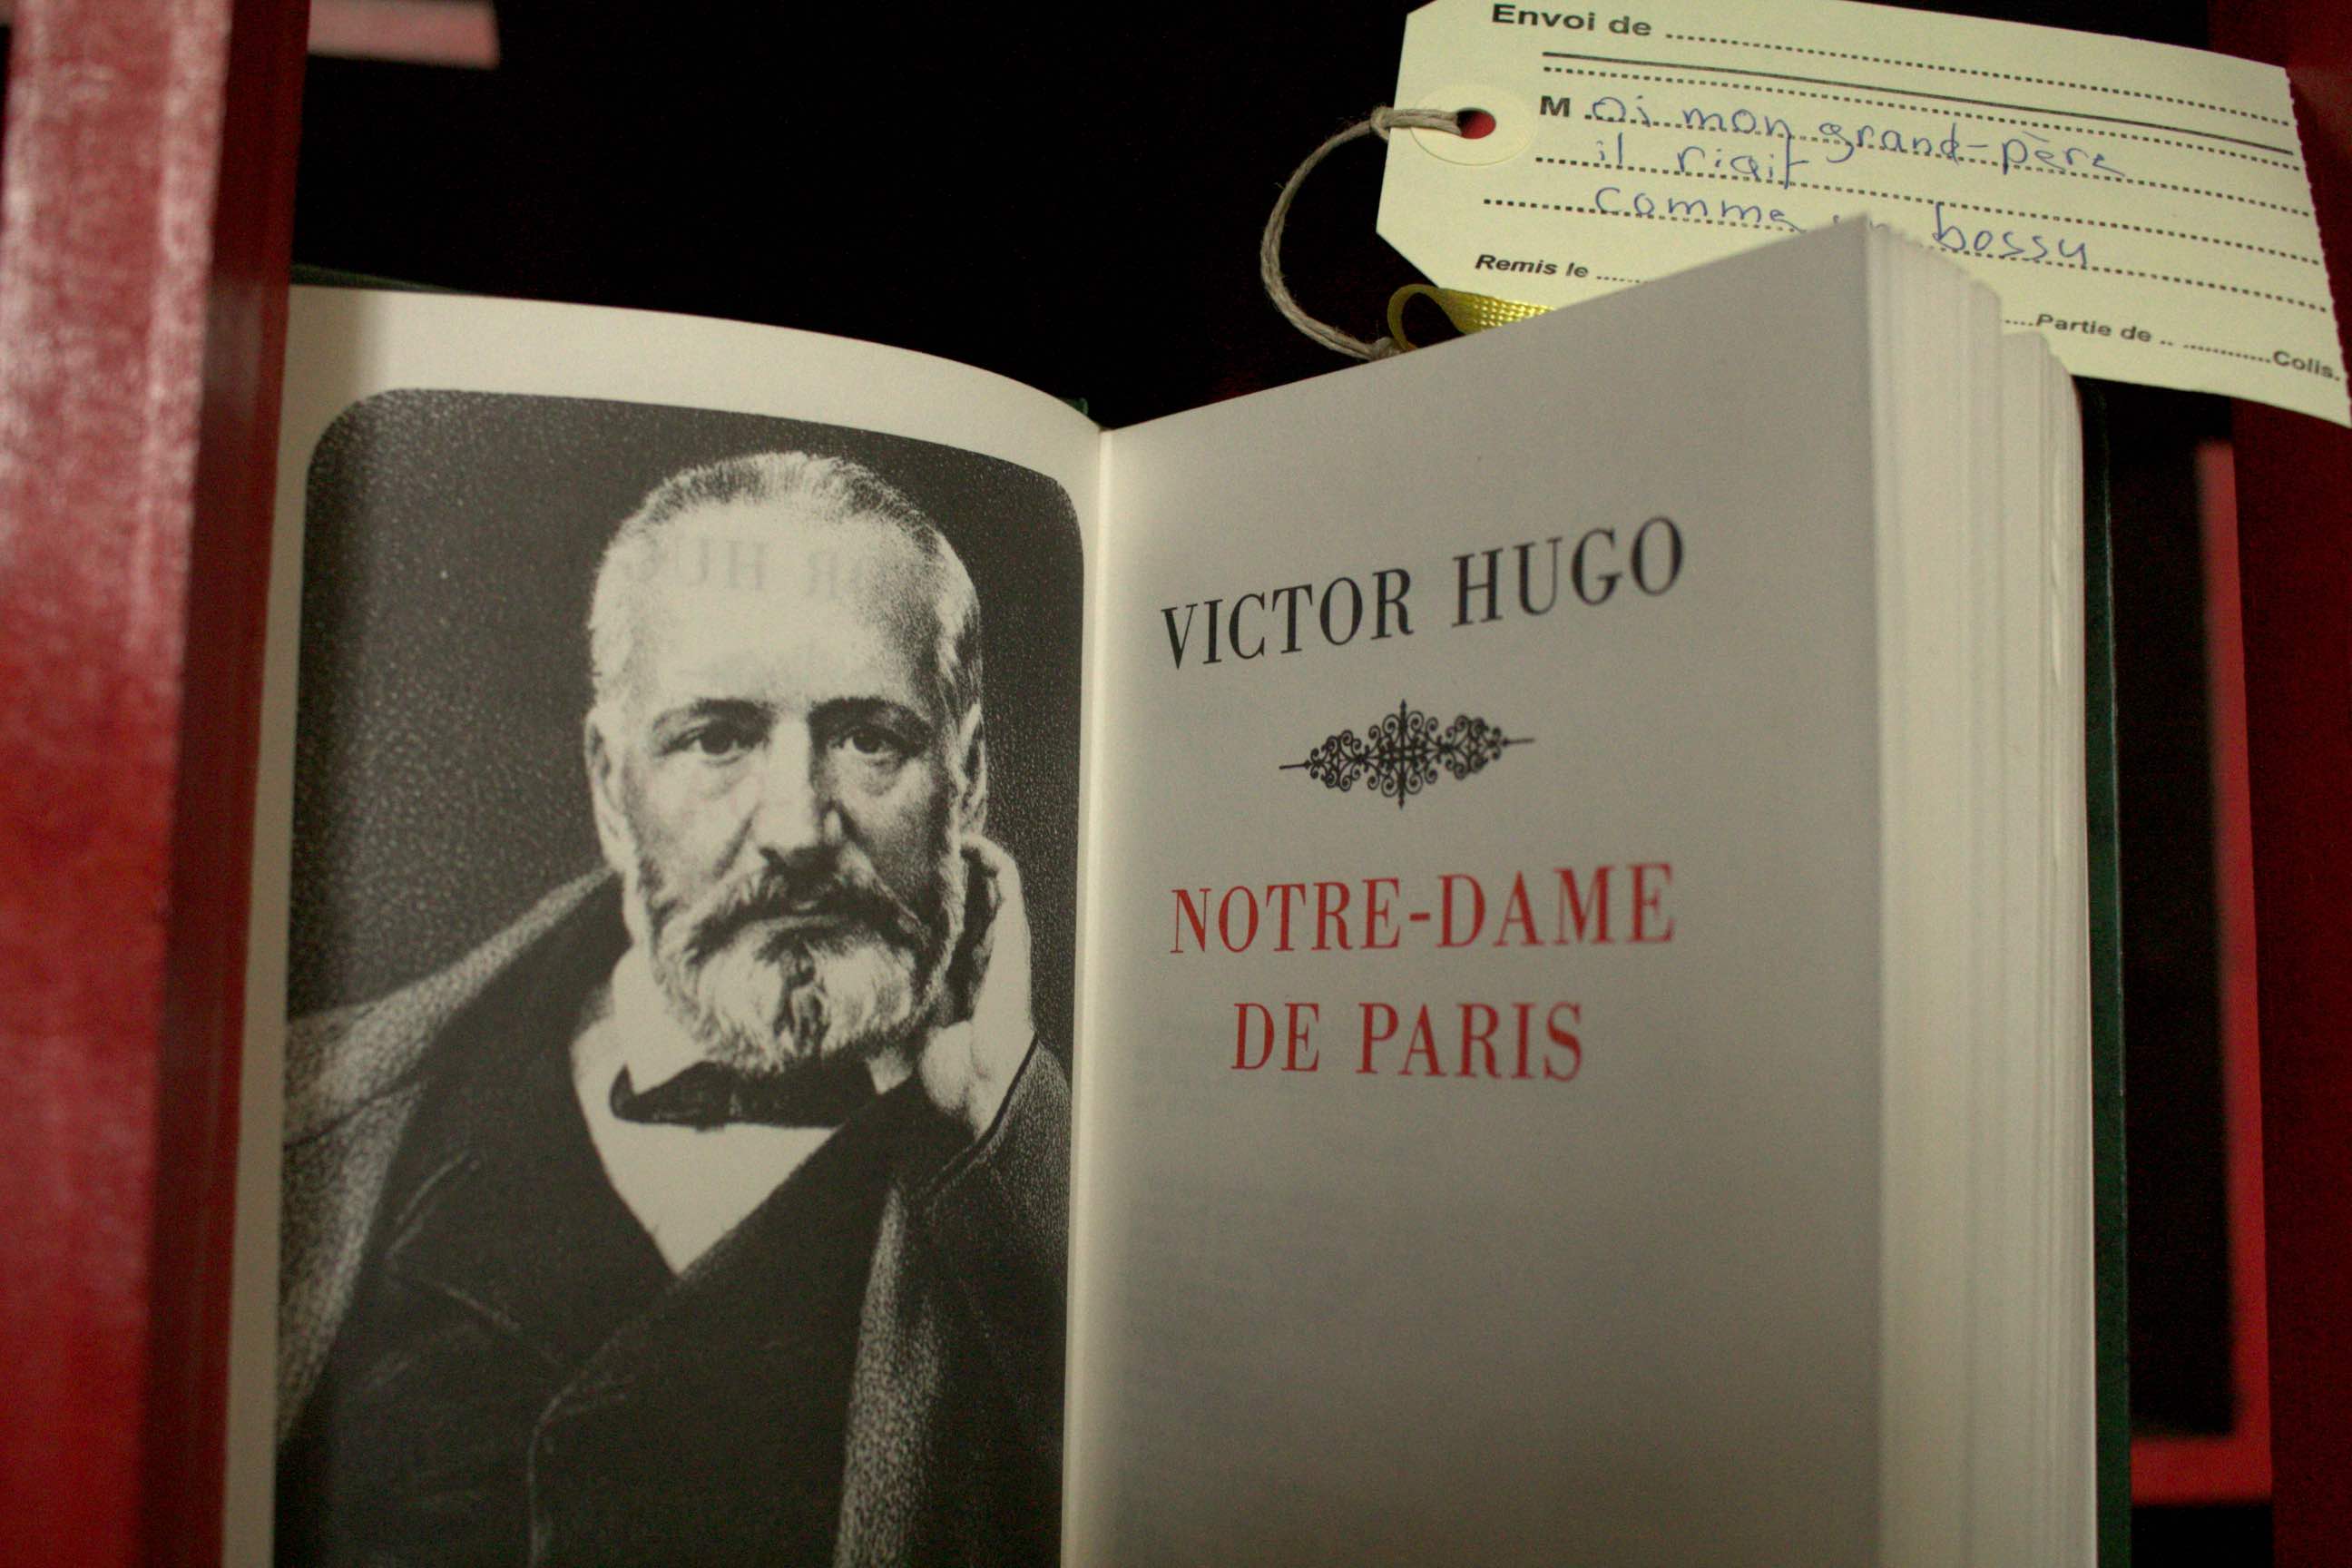 Envoi de
Moi mon grand-père
il riait
comme bossu
Remis le
Partie de
Colis.
VICTOR HUGO
NOTRE-DAME
DE PARIS